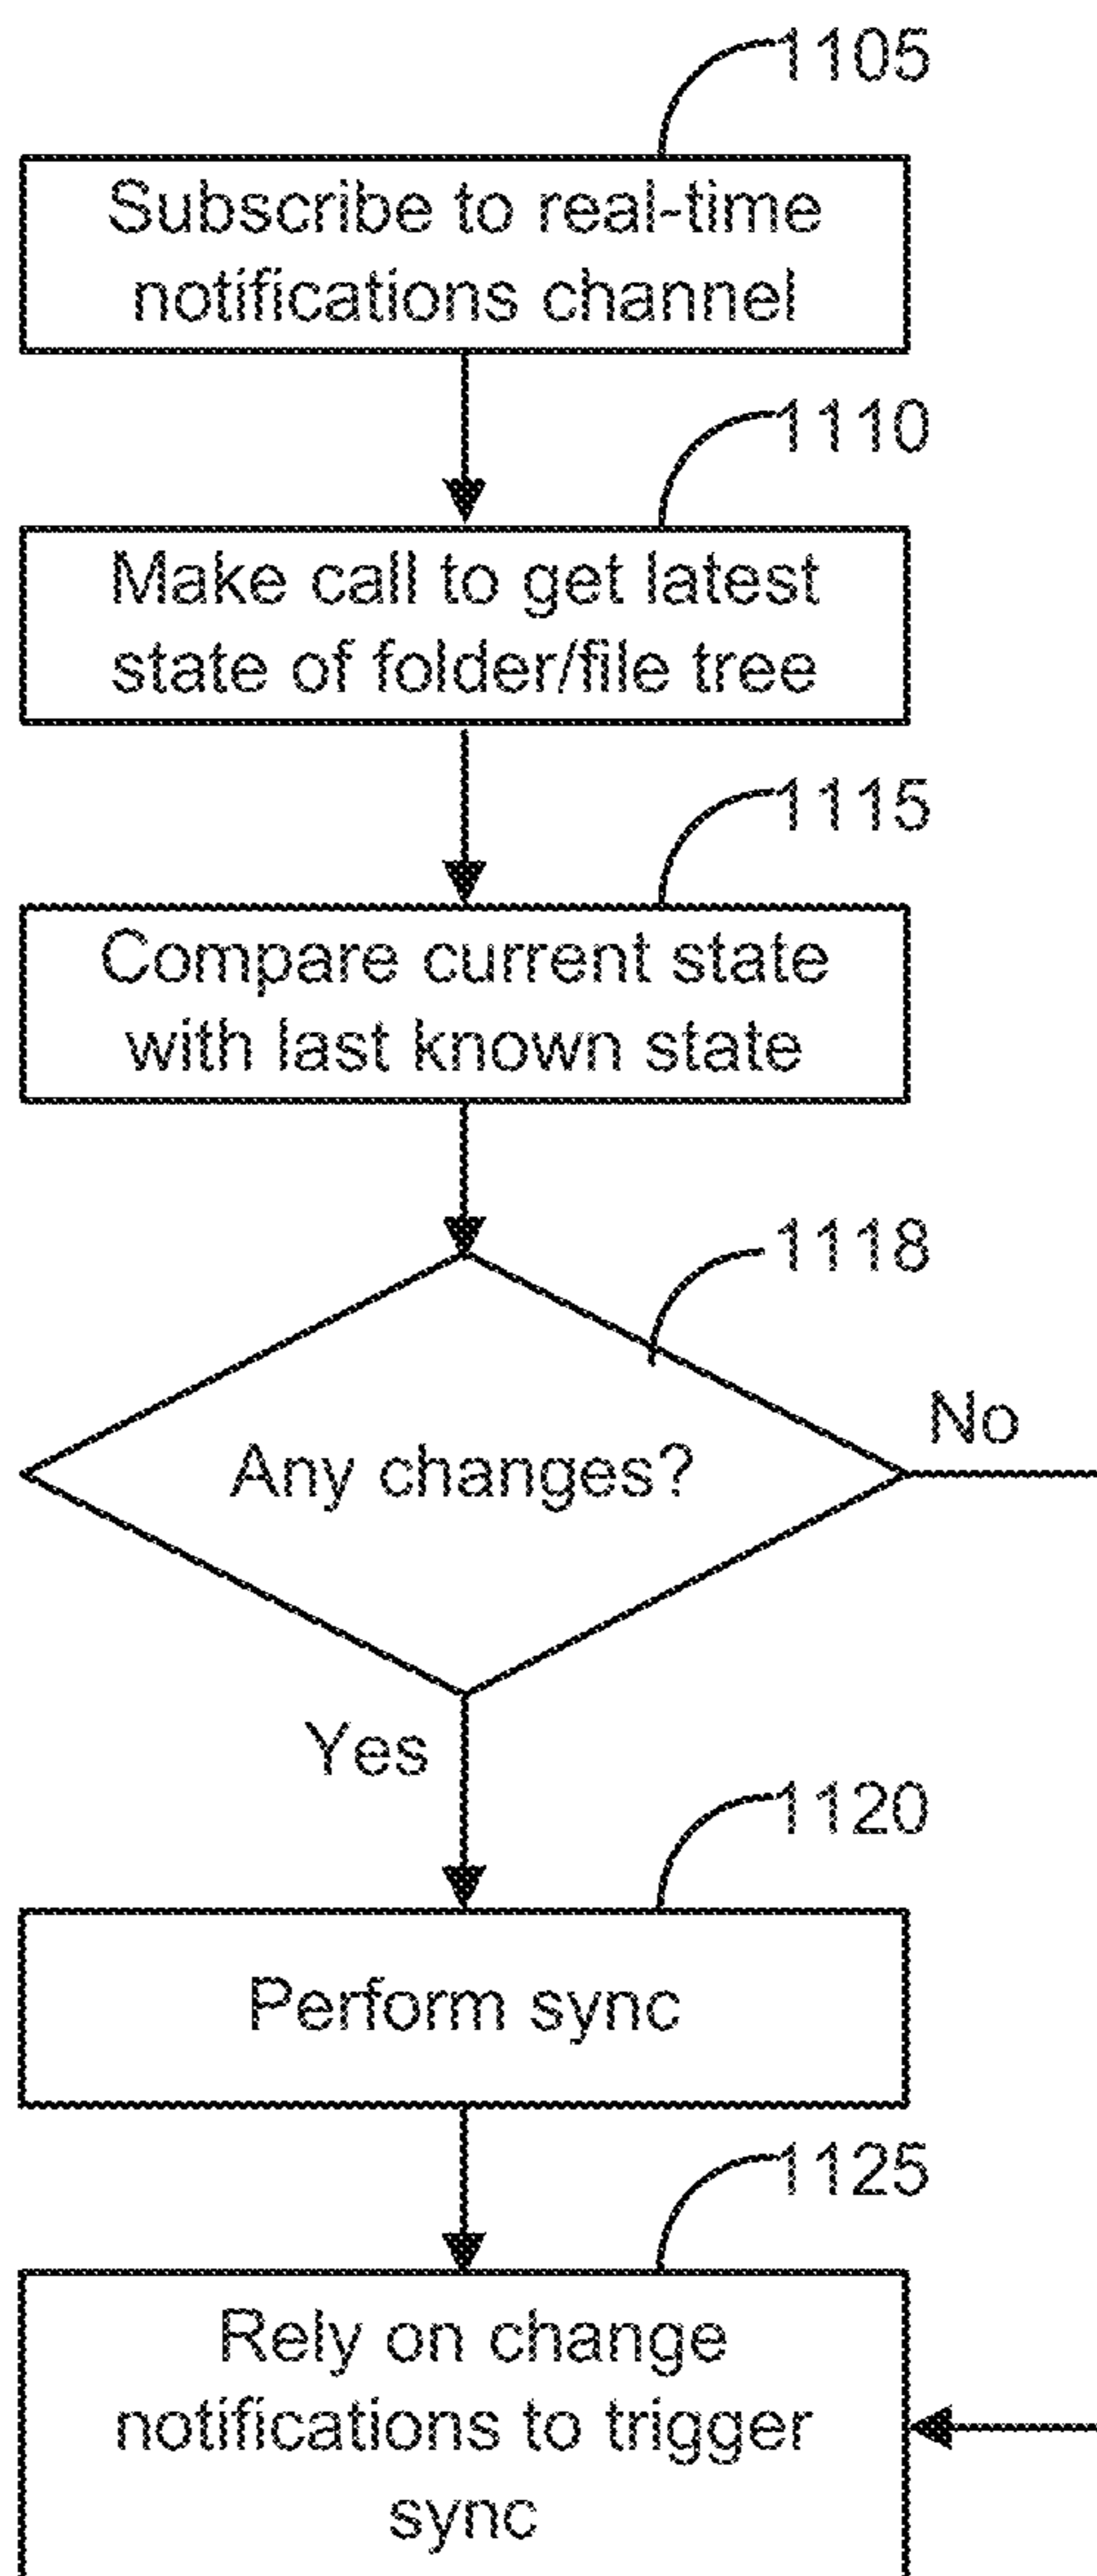 1105
Subscribe to real-time
notifications channel
1110
Make call to get latest
state of folder/file tree
1115
Compare current state
with last known state
1118
Any changes?
No
Yes
1120
Perform sync
1125
Rely on change
notifications to trigger
sync